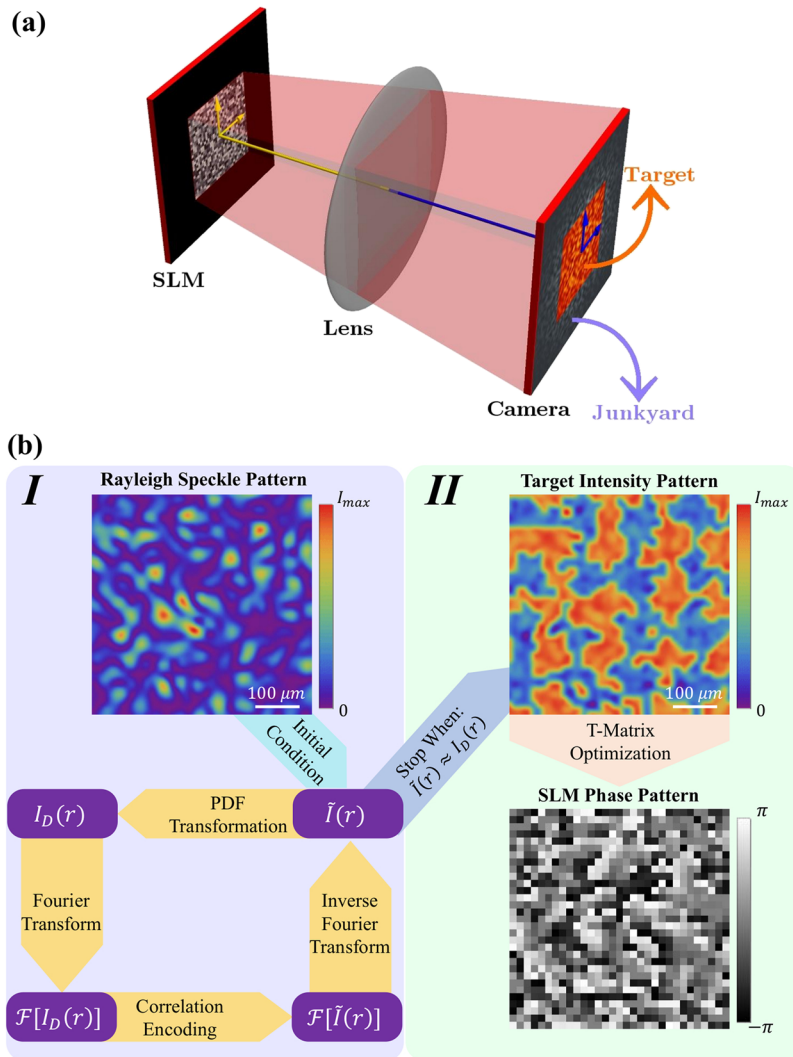 (a)
Target
SLM
Lens
Camera
Junkyard
(b)
I
Rayleigh Speckle Pattern
I_max
100 μm
0
II
Target Intensity Pattern
I_max
100 μm
0
Initial
Condition
Stop When:
Ĩ(r) ≈ I_D(r)
T-Matrix
Optimization
I_D(r)
PDF
Transformation
Ĩ(r)
Fourier
Transform
Inverse
Fourier
Transform
ℱ[I_D(r)]
Correlation
Encoding
ℱ[Ĩ(r)]
SLM Phase Pattern
π
−π